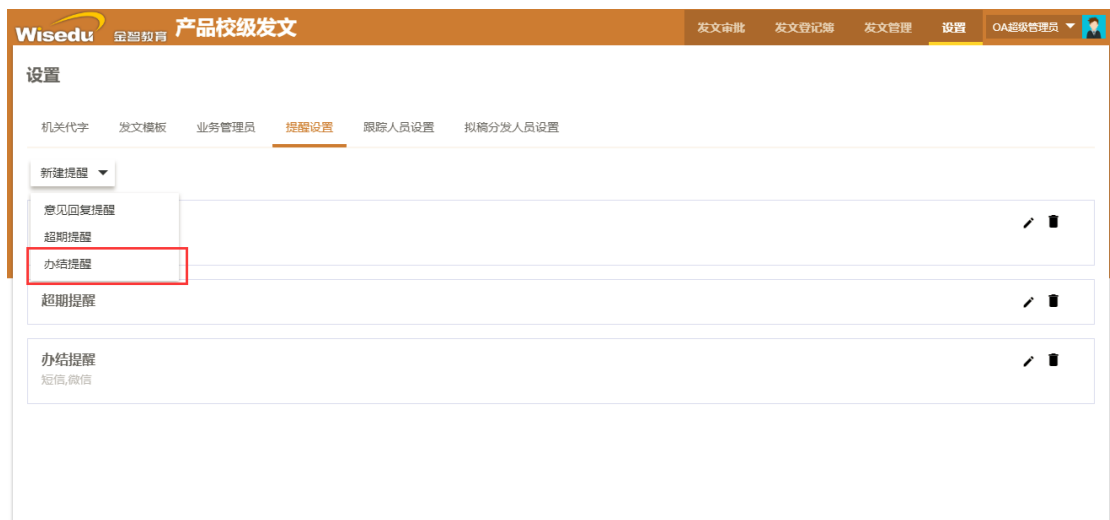 Wisedu 金智教育 产品校级发文 发文审批 发文登记簿 发文管理 设置 OA超级管理员
设置
机关代字 发文模板 业务管理员 提醒设置 跟踪人员设置 拟稿分发人员设置
新建提醒
意见回复提醒
超期提醒
办结提醒
超期提醒
办结提醒
短信,微信